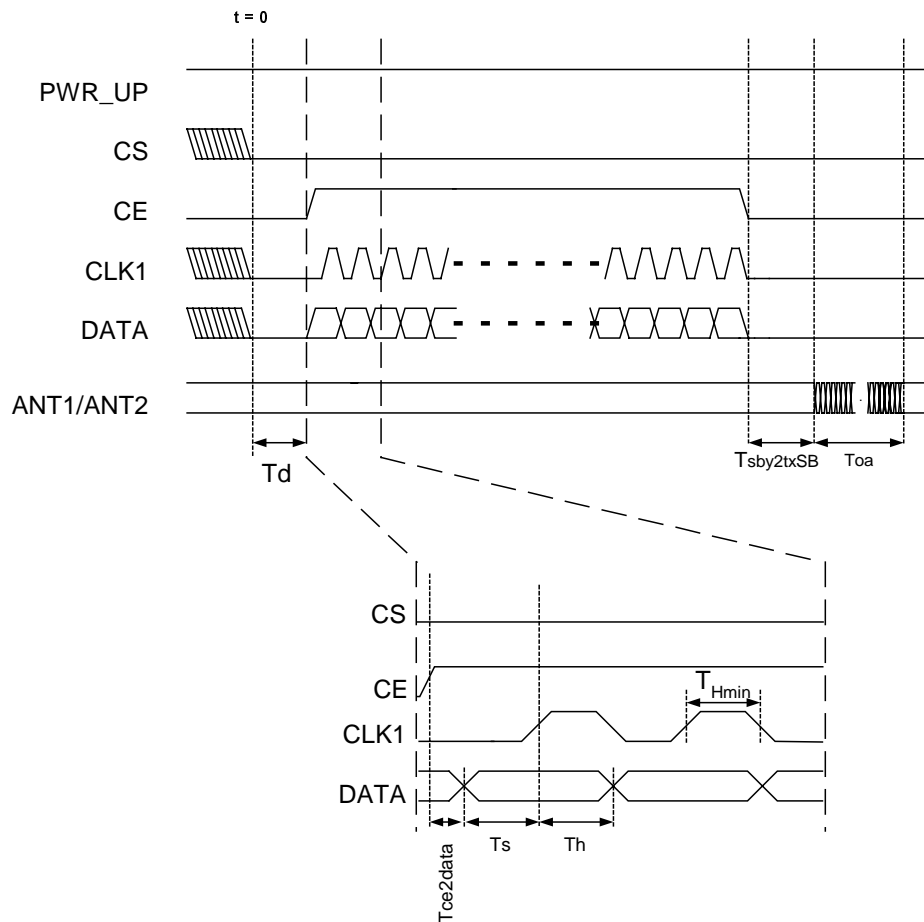 t = 0
PWR_UP
CS
CE
CLK1
DATA
ANT1/ANT2
Td
Tsby2txSB
Toa
CS
CE
THmin
CLK1
DATA
Tce2data
Ts
Th